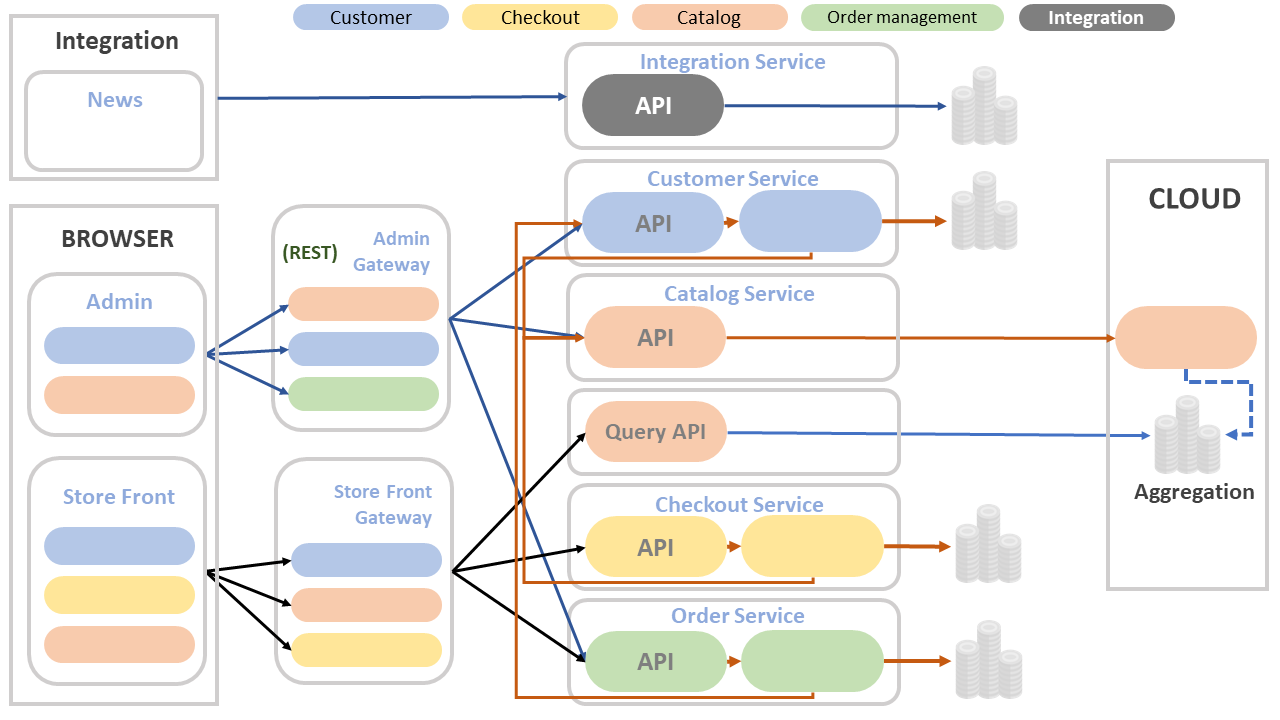 Customer
Checkout
Catalog
Order management
Integration
Integration
News
Integration Service
API
Customer Service
API
CLOUD
BROWSER
(REST)
Admin
Gateway
Admin
Catalog Service
API
Query API
Aggregation
Store Front
Store Front
Gateway
Checkout Service
API
Order Service
API